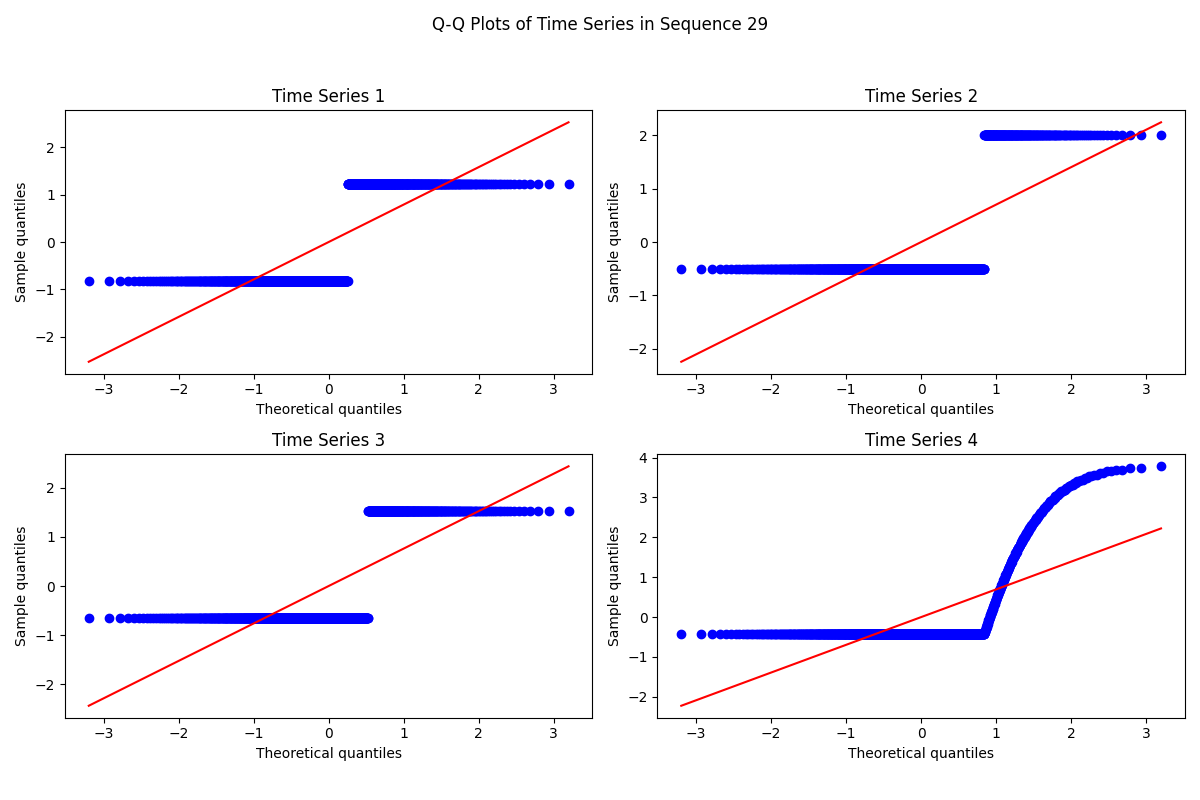 Q-Q Plots of Time Series in Sequence 29
Time Series 1
2
1
0
−1
−2
Sample quantiles
−3 −2 −1 0 1 2 3
Theoretical quantiles
Time Series 2
2
1
0
−1
−2
Sample quantiles
−3 −2 −1 0 1 2 3
Theoretical quantiles
Time Series 3
2
1
0
−1
−2
Sample quantiles
−3 −2 −1 0 1 2 3
Theoretical quantiles
Time Series 4
4
3
2
1
0
−1
−2
Sample quantiles
−3 −2 −1 0 1 2 3
Theoretical quantiles